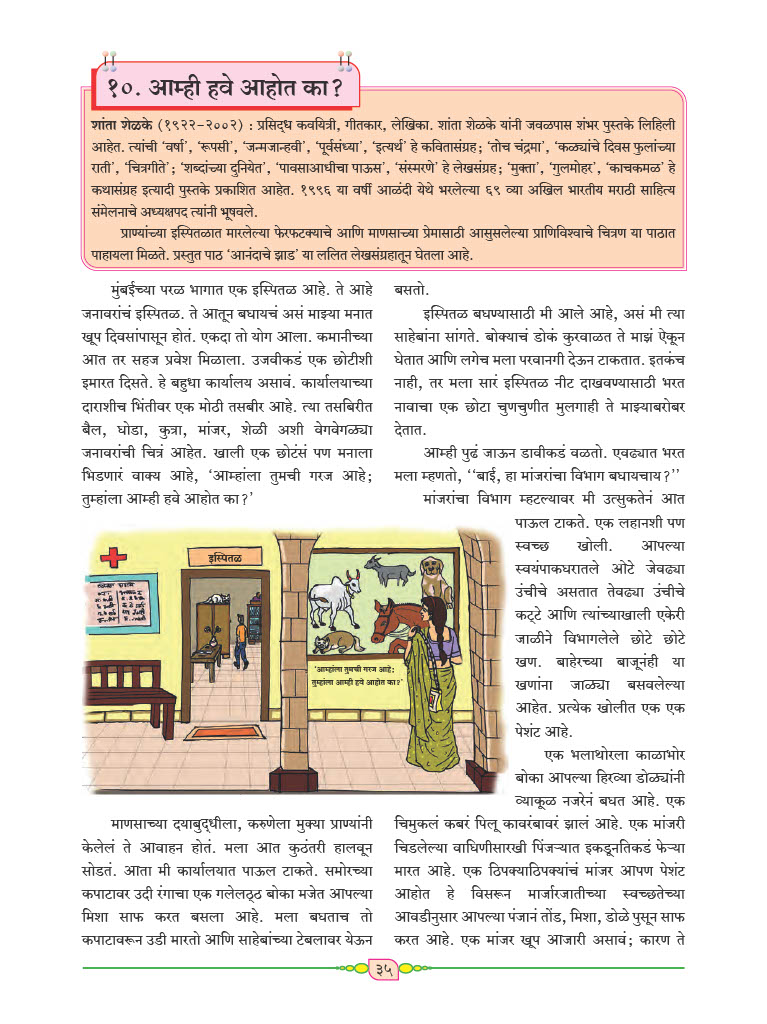 १०. आम्ही हवे आहोत का?
शांता शेळके (१९२२-२००२) : प्रसिद्ध कवयित्री, गीतकार, लेखिका. शांता शेळके यांनी जवळपास शंभर पुस्तके लिहिली
आहेत. त्यांची ‘वर्षा’, ‘रूपसी’, ‘जन्मजान्हवी’, ‘पूर्वसंध्या’, ‘इत्यर्थ’ हे कवितासंग्रह; ‘तोच चंद्रमा’, ‘कळ्यांचे दिवस फुलांच्या
राती’, ‘चित्रगीते’; ‘शब्दांच्या दुनियेत’, ‘पावसाआधीचा पाऊस’, ‘संस्मरणे’ हे लेखसंग्रह; ‘मुक्ता’, ‘गुलमोहर’, ‘काचकमळ’ हे
कथासंग्रह इत्यादी पुस्तके प्रकाशित आहेत. १९९६ या वर्षी आळंदी येथे भरलेल्या ६९ व्या अखिल भारतीय मराठी साहित्य
संमेलनाचे अध्यक्षपद त्यांनी भूषवले.
प्राण्यांच्या इस्पितळात मारलेल्या फेरफटक्याचे आणि माणसाच्या प्रेमासाठी आसुसलेल्या प्राणिविश्वाचे चित्रण या पाठात
पाहायला मिळते. प्रस्तुत पाठ ‘आनंदाचे झाड’ या ललित लेखसंग्रहातून घेतला आहे.
मुंबईच्या परळ भागात एक इस्पितळ आहे. ते आहे
जनावरांचं इस्पितळ. ते आतून बघायचं असं माझ्या मनात
खूप दिवसांपासून होतं. एकदा तो योग आला. कमानीच्या
आत तर सहज प्रवेश मिळाला. उजवीकडं एक छोटीशी
इमारत दिसते. हे बहुधा कार्यालय असावं. कार्यालयाच्या
दाराशीच भिंतीवर एक मोठी तसबीर आहे. त्या तसबिरीत
बैल, घोडा, कुत्रा, मांजर, शेळी अशी वेगवेगळ्या
जनावरांची चित्रं आहेत. खाली एक छोटंसं पण मनाला
भिडणारं वाक्य आहे, ‘आम्हांला तुमची गरज आहे;
तुम्हांला आम्ही हवे आहोत का?’
इस्पितळ
‘आम्हांला तुमची गरज आहे;
तुम्हांला आम्ही हवे आहोत का?’
माणसाच्या दयाबुद्धीला, करुणेला मुक्या प्राण्यांनी
केलेलं ते आवाहन होतं. मला आत कुठंतरी हालवून
सोडतं. आता मी कार्यालयात पाऊल टाकते. समोरच्या
कपाटावर उदी रंगाचा एक गलेलठ्ठ बोका मजेत आपल्या
मिशा साफ करत बसला आहे. मला बघताच तो
कपाटावरून उडी मारतो आणि साहेबांच्या टेबलावर येऊन
बसतो.
इस्पितळ बघण्यासाठी मी आले आहे, असं मी त्या
साहेबांना सांगते. बोक्याचं डोकं कुरवाळत ते माझं ऐकून
घेतात आणि लगेच मला परवानगी देऊन टाकतात. इतकंच
नाही, तर मला सारं इस्पितळ नीट दाखवण्यासाठी भरत
नावाचा एक छोटा चुणचुणीत मुलगाही ते माझ्याबरोबर
देतात.
आम्ही पुढं जाऊन डावीकडं वळतो. एवढ्यात भरत
मला म्हणतो, ‘‘बाई, हा मांजरांचा विभाग बघायचाय?’’
मांजरांचा विभाग म्हटल्यावर मी उत्सुकतेनं आत
पाऊल टाकते. एक लहानशी पण
स्वच्छ खोली. आपल्या
स्वयंपाकघरातले ओटे जेवढ्या
उंचीचे असतात तेवढ्या उंचीचे
कट्टे आणि त्यांच्याखाली एकेरी
जाळीने विभागलेले छोटे छोटे
खण. बाहेरच्या बाजूनंही या
खणांना जाळ्या बसवलेल्या
आहेत. प्रत्येक खोलीत एक एक
पेशंट आहे.
एक भलाथोरला काळाभोर
बोका आपल्या हिरव्या डोळ्यांनी
व्याकूळ नजरेनं बघत आहे. एक
चिमुकलं कबरं पिलू कावरंबावरं झालं आहे. एक मांजरी
चिडलेल्या वाघिणीसारखी पिंजऱ्यात इकडूनतिकडं फेऱ्या
मारत आहे. एक ठिपक्याठिपक्यांचं मांजर आपण पेशंट
आहोत हे विसरून मार्जारजातीच्या स्वच्छतेच्या
आवडीनुसार आपल्या पंजानं तोंड, मिशा, डोळे पुसून साफ
करत आहे. एक मांजर खूप आजारी असावं; कारण ते
३५